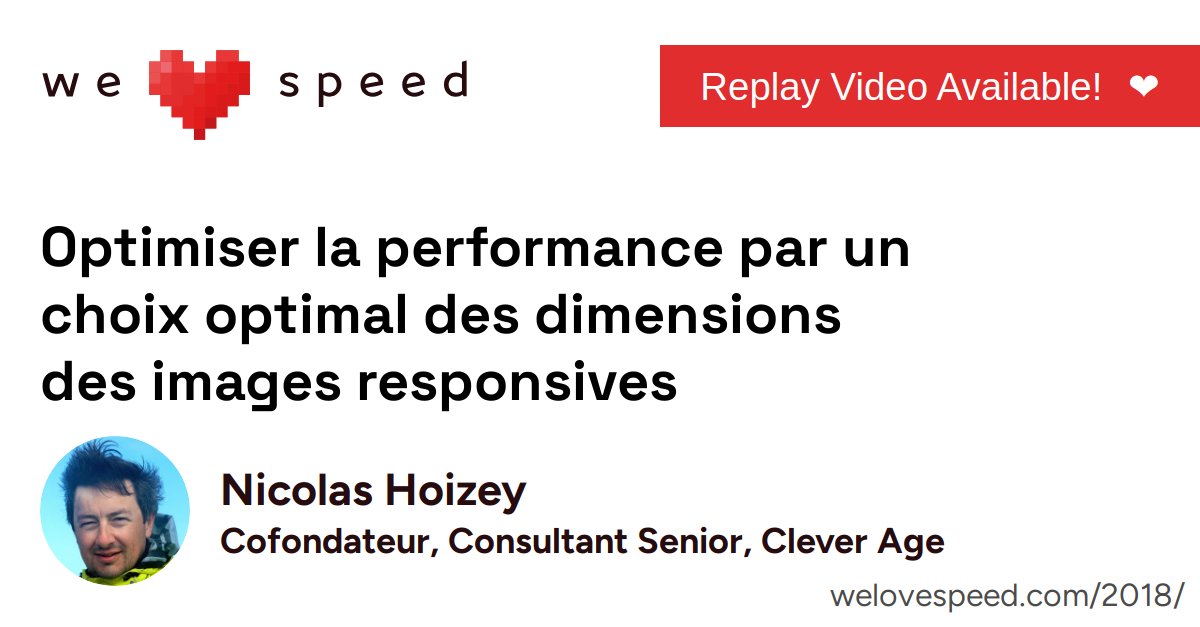 we speed
Replay Video Available! ❤
Optimiser la performance par un
choix optimal des dimensions
des images responsives
Nicolas Hoizey
Cofondateur, Consultant Senior, Clever Age
welovespeed.com/2018/